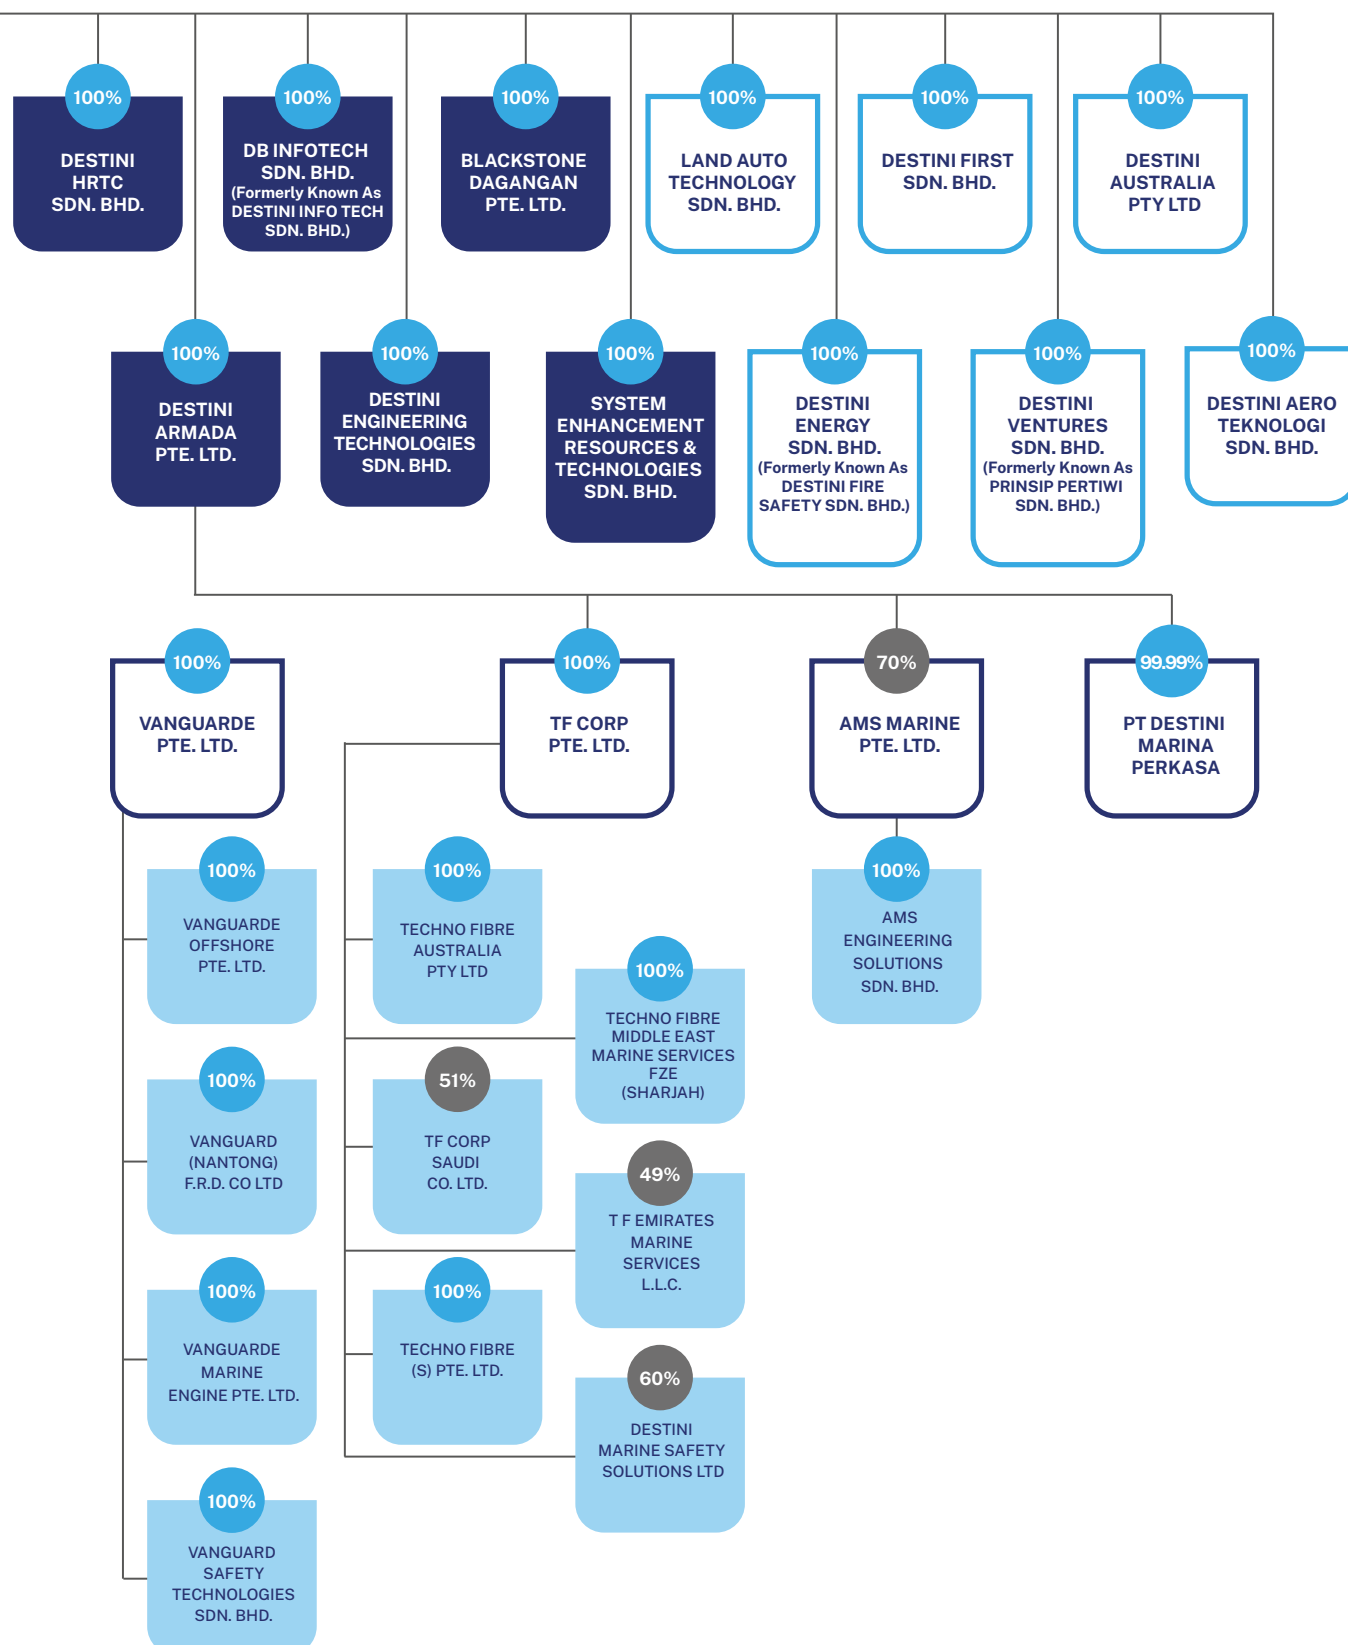 100%
DESTINI
HRTC
SDN. BHD.
100%
DB INFOTECH
SDN. BHD.
(Formerly Known As
DESTINI INFO TECH
SDN. BHD.)
100%
BLACKSTONE
DAGANGAN
PTE. LTD.
100%
LAND AUTO
TECHNOLOGY
SDN. BHD.
100%
DESTINI FIRST
SDN. BHD.
100%
DESTINI
AUSTRALIA
PTY LTD
100%
DESTINI
ARMADA
PTE. LTD.
100%
DESTINI
ENGINEERING
TECHNOLOGIES
SDN. BHD.
100%
SYSTEM
ENHANCEMENT
RESOURCES &
TECHNOLOGIES
SDN. BHD.
100%
DESTINI
ENERGY
SDN. BHD.
(Formerly Known As
DESTINI FIRE
SAFETY SDN. BHD.)
100%
DESTINI
VENTURES
SDN. BHD.
(Formerly Known As
PRINSIP PERTIWI
SDN. BHD.)
100%
DESTINI AERO
TEKNOLOGI
SDN. BHD.
100%
VANGUARDE
PTE. LTD.
100%
TF CORP
PTE. LTD.
70%
AMS MARINE
PTE. LTD.
99.99%
PT DESTINI
MARINA
PERKASA
100%
VANGUARDE
OFFSHORE
PTE. LTD.
100%
VANGUARD
(NANTONG)
F.R.D. CO LTD
100%
VANGUARDE
MARINE
ENGINE PTE. LTD.
100%
VANGUARD
SAFETY
TECHNOLOGIES
SDN. BHD.
100%
TECHNO FIBRE
AUSTRALIA
PTY LTD
100%
TECHNO FIBRE
MIDDLE EAST
MARINE SERVICES
FZE
(SHARJAH)
51%
TF CORP
SAUDI
CO. LTD.
49%
T F EMIRATES
MARINE
SERVICES
L.L.C.
100%
TECHNO FIBRE
(S) PTE. LTD.
60%
DESTINI
MARINE SAFETY
SOLUTIONS LTD
100%
AMS
ENGINEERING
SOLUTIONS
SDN. BHD.